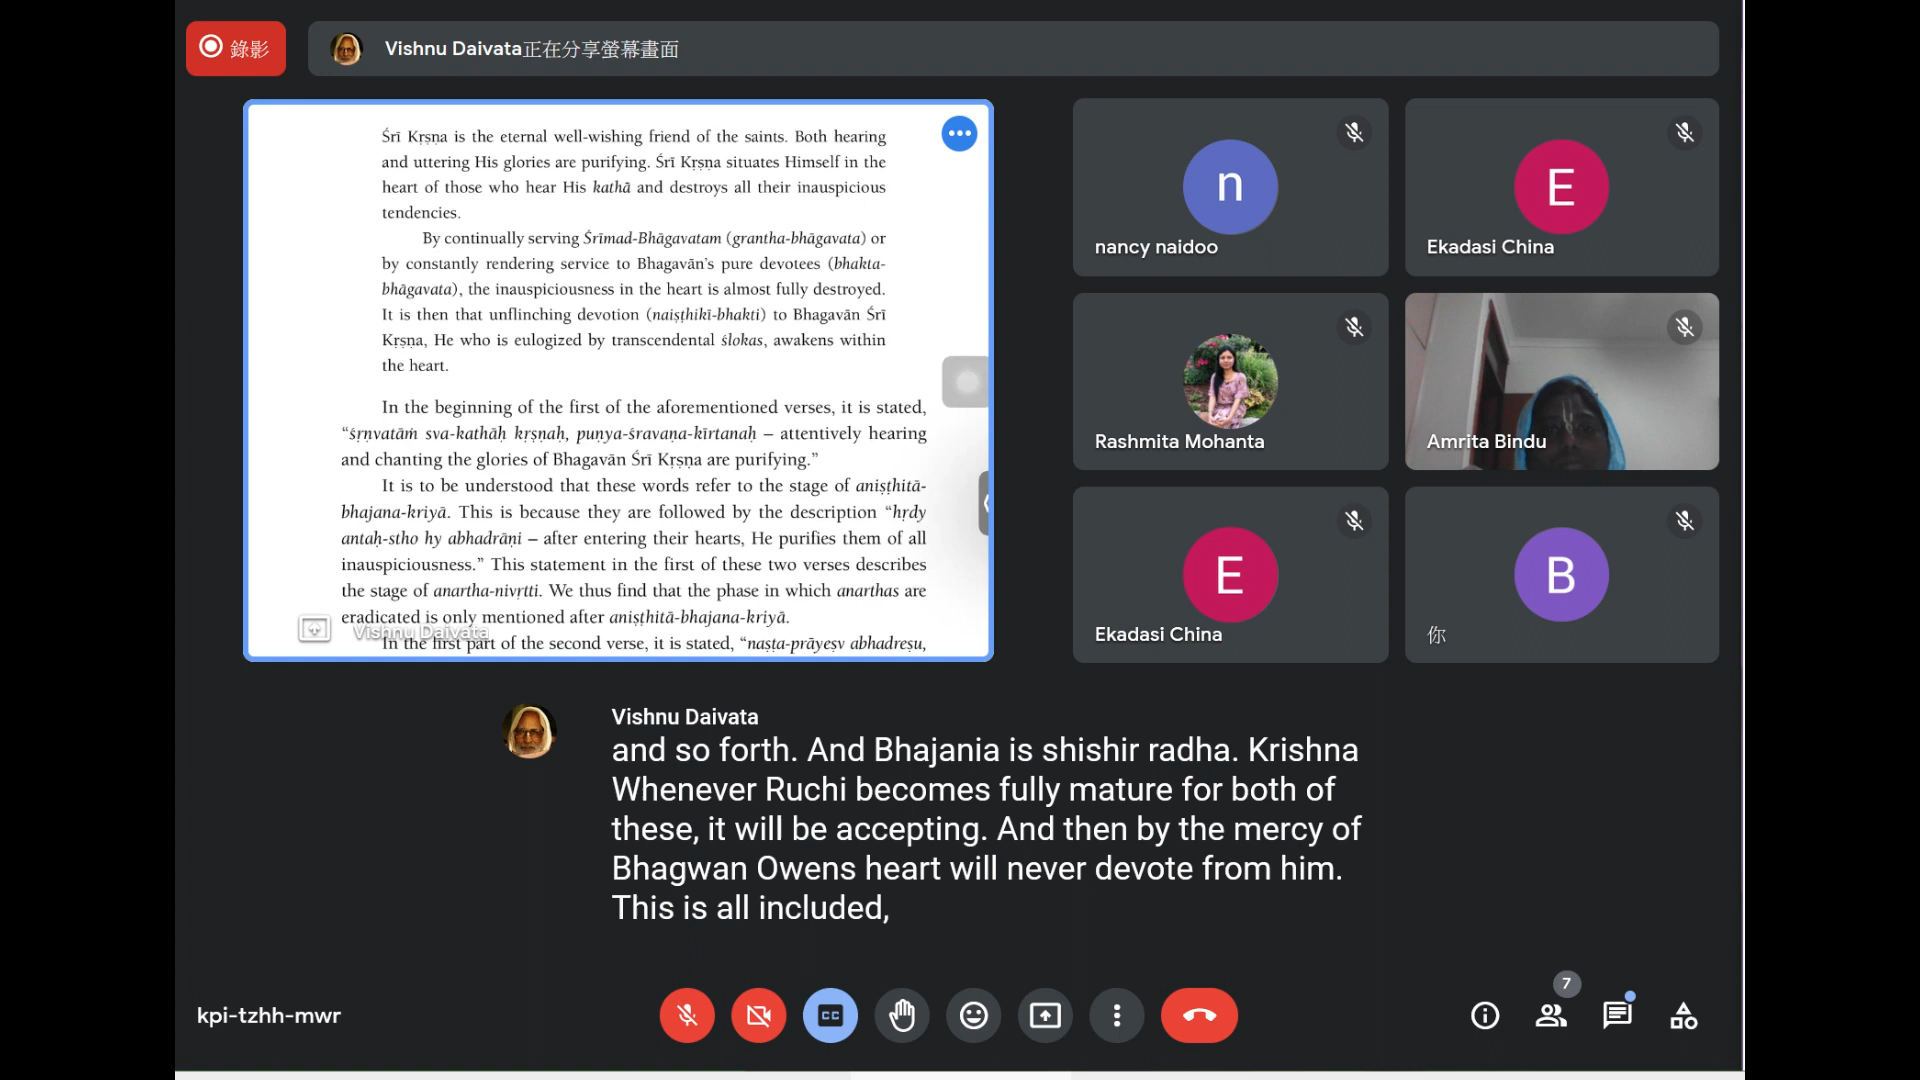 錄影
Vishnu Daivata正在分享螢幕畫面
Śrī Kṛṣṇa is the eternal well-wishing friend of the saints. Both hearing
and uttering His glories are purifying. Śrī Kṛṣṇa situates Himself in the
heart of those who hear His kathā and destroys all their inauspicious
tendencies.
By continually serving Śrīmad-Bhāgavatam (grantha-bhāgavata) or
by constantly rendering service to Bhagavān’s pure devotees (bhakta-
bhāgavata), the inauspiciousness in the heart is almost fully destroyed.
It is then that unflinching devotion (naiṣṭhikī-bhakti) to Bhagavān Śrī
Kṛṣṇa, He who is eulogized by transcendental ślokas, awakens within
the heart.
In the beginning of the first of the aforementioned verses, it is stated,
“śṛṇvatāṁ sva-kathāḥ kṛṣṇaḥ, puṇya-śravaṇa-kīrtanaḥ – attentively hearing
and chanting the glories of Bhagavān Śrī Kṛṣṇa are purifying.”
It is to be understood that these words refer to the stage of aniṣṭhitā-
bhajana-kriyā. This is because they are followed by the description “hṛdy
antaḥ-stho hy abhadrāṇi – after entering their hearts, He purifies them of all
inauspiciousness.” This statement in the first of these two verses describes
the stage of anartha-nivṛtti. We thus find that the phase in which anarthas are
eradicated is only mentioned after aniṣṭhitā-bhajana-kriyā.
In the first part of the second verse, it is stated, “naṣṭa-prāyeṣv abhadreṣu,
Vishnu Daivata
n
nancy naidoo
E
Ekadasi China
Rashmita Mohanta
Amrita Bindu
E
Ekadasi China
B
你
Vishnu Daivata
and so forth. And Bhajania is shishir radha. Krishna
Whenever Ruchi becomes fully mature for both of
these, it will be accepting. And then by the mercy of
Bhagwan Owens heart will never devote from him.
This is all included,
kpi-tzhh-mwr
CC
7